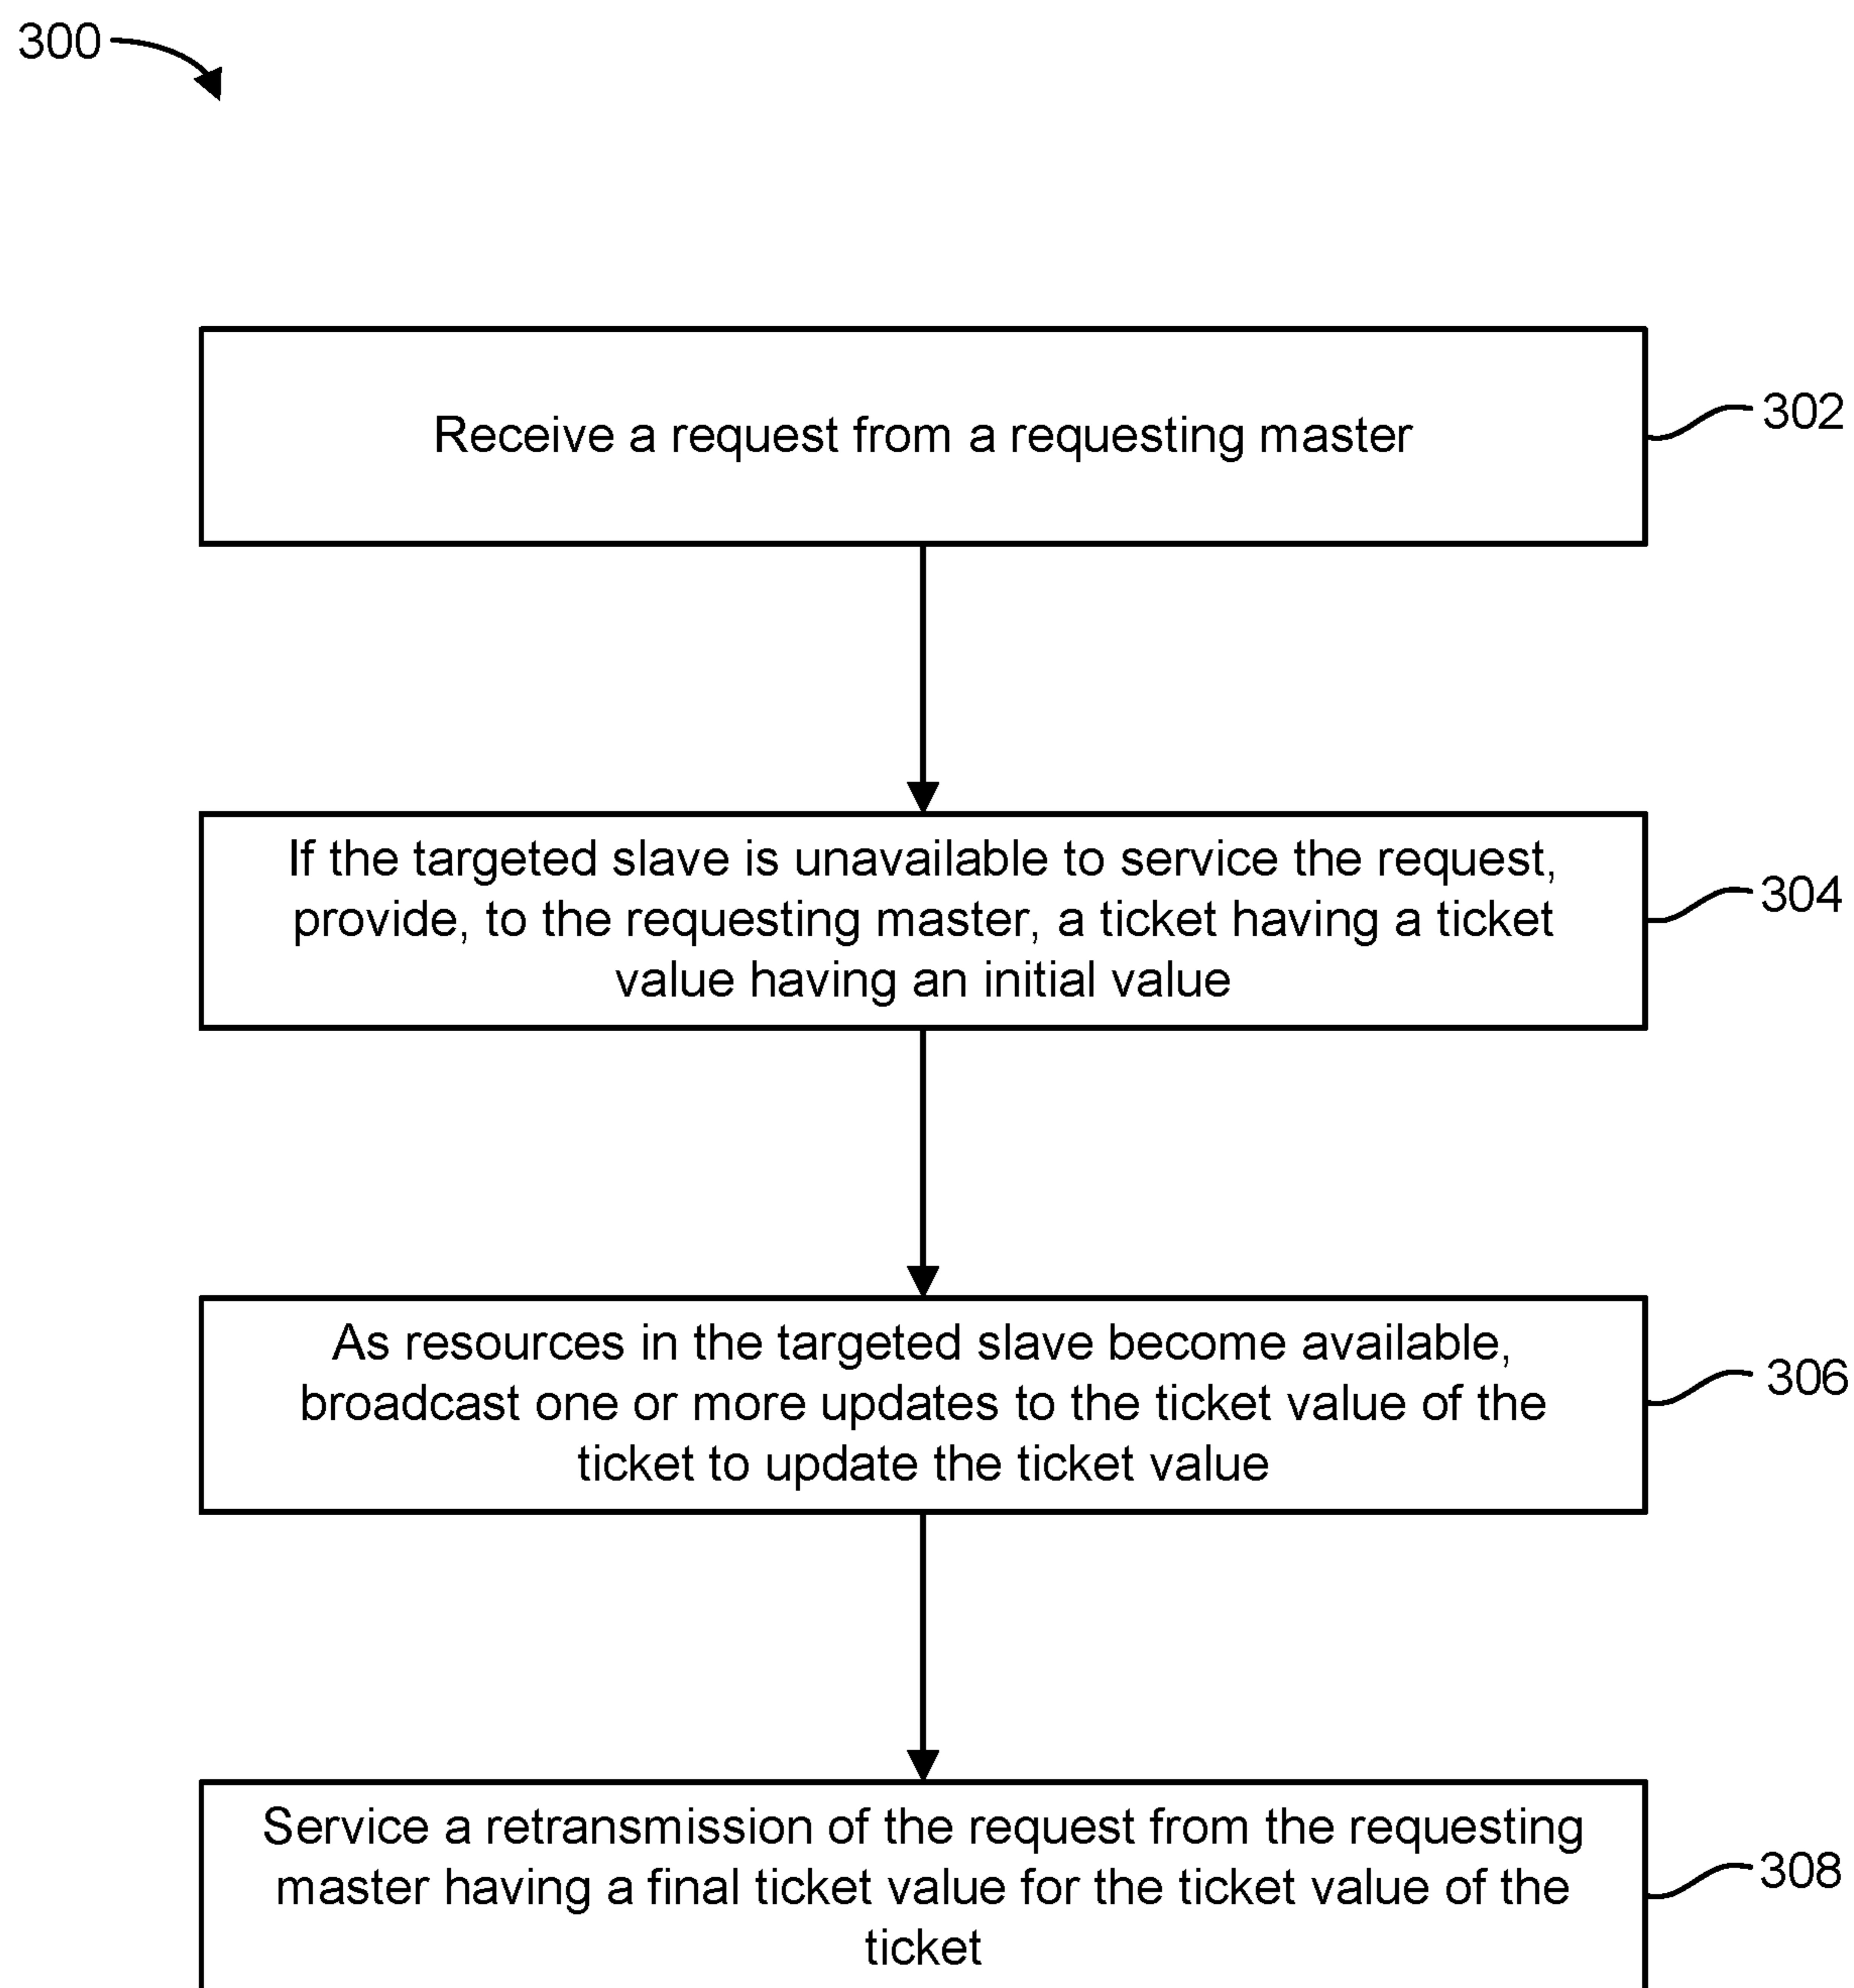 300
Receive a request from a requesting master
302
If the targeted slave is unavailable to service the request,
provide, to the requesting master, a ticket having a ticket
value having an initial value
304
As resources in the targeted slave become available,
broadcast one or more updates to the ticket value of the
ticket to update the ticket value
306
Service a retransmission of the request from the requesting
master having a final ticket value for the ticket value of the
ticket
308